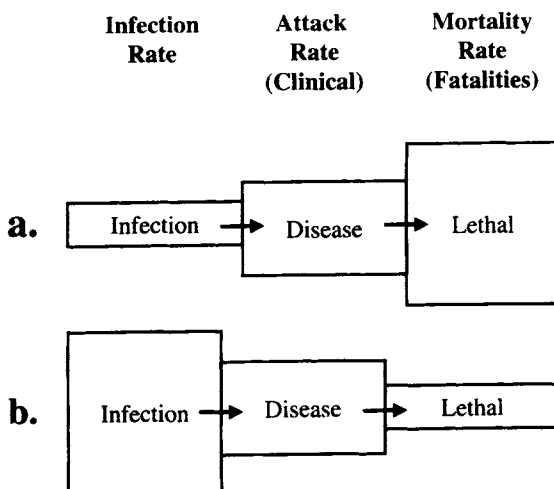 Infection Attack Mortality
Rate Rate Rate
(Clinical) (Fatalities)
a. Infection Disease Lethal
b. Infection Disease Lethal